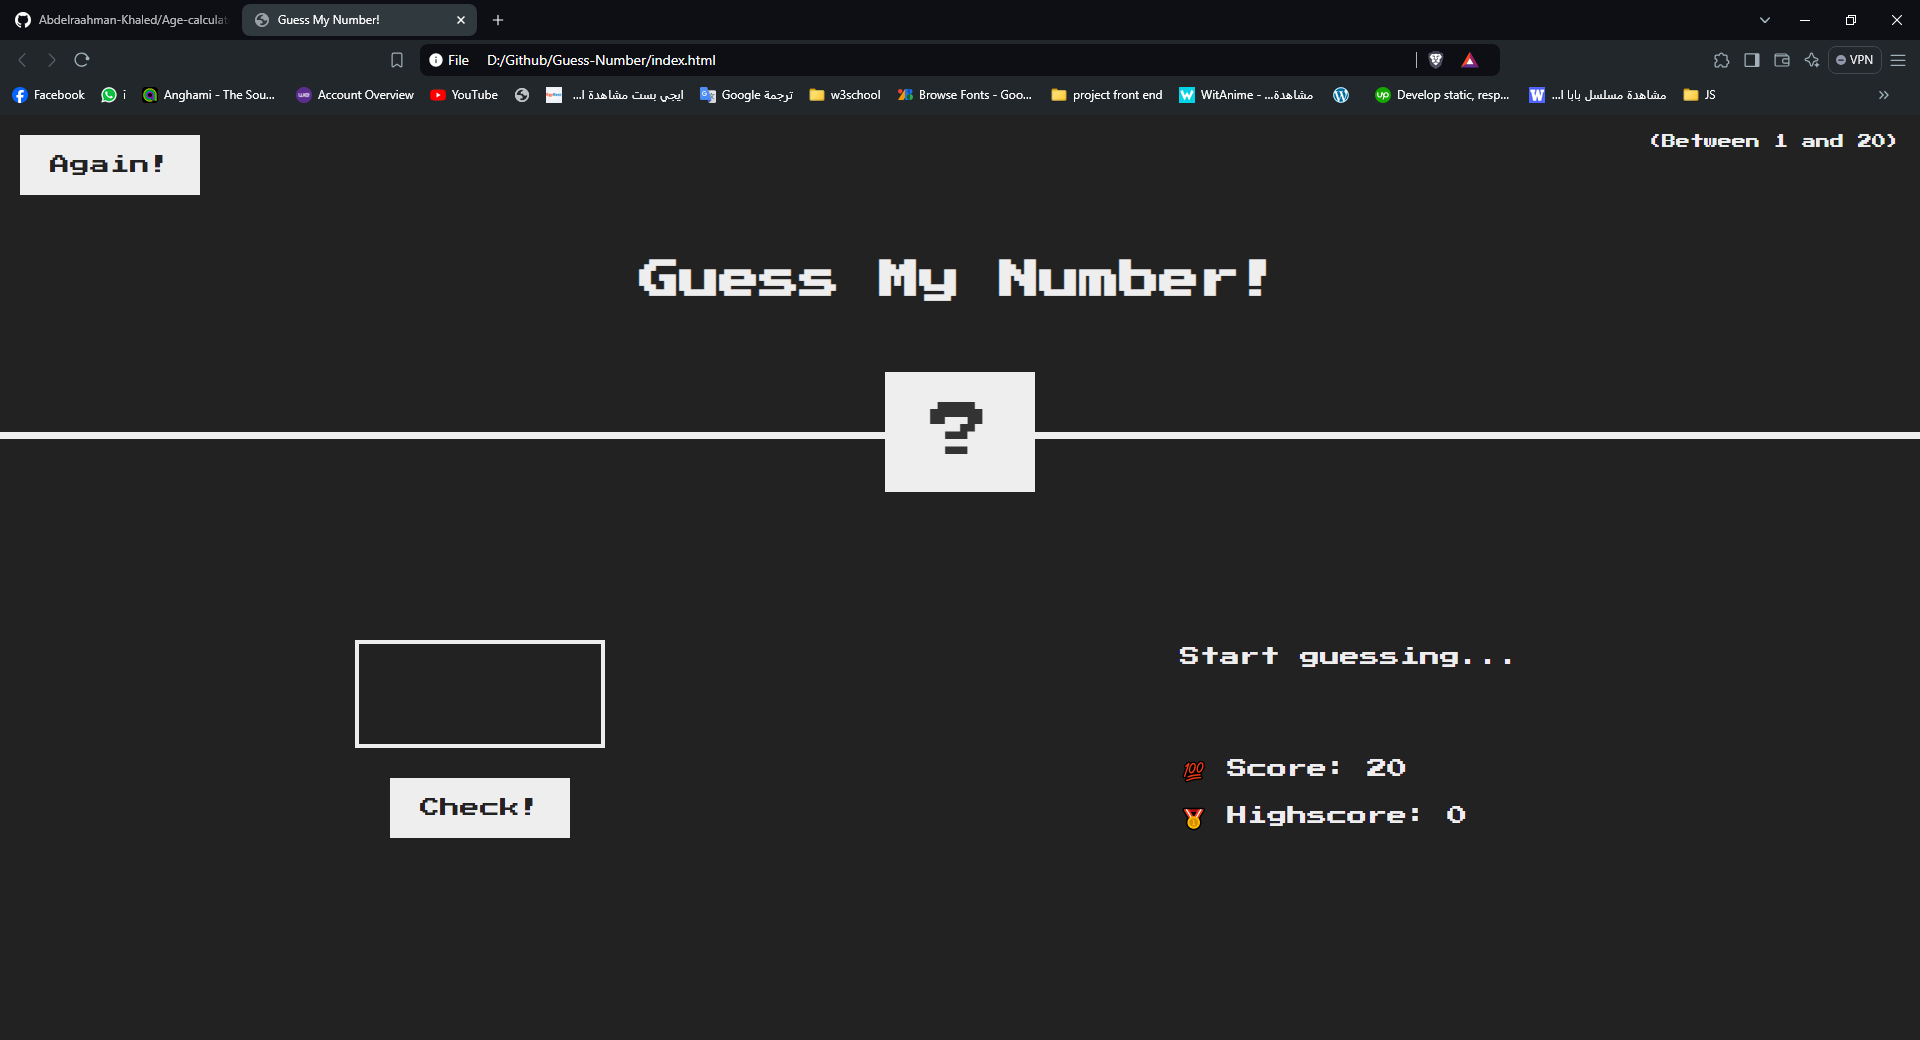 Abdelraahman-Khaled/Age-calculat
Guess My Number!
File D:/Github/Guess-Number/index.html
VPN
Facebook
i
Anghami - The Sou...
Account Overview
YouTube
ايجي بست مشاهدة ا...
ترجمة Google
w3school
Browse Fonts - Goo...
project front end
WitAnime - مشاهدة...
Develop static, resp...
مشاهدة مسلسل بابا ا...
JS
Again!
(Between 1 and 20)
Guess My Number!
?
Start guessing...
💯 Score: 20
🥇 Highscore: 0
Check!